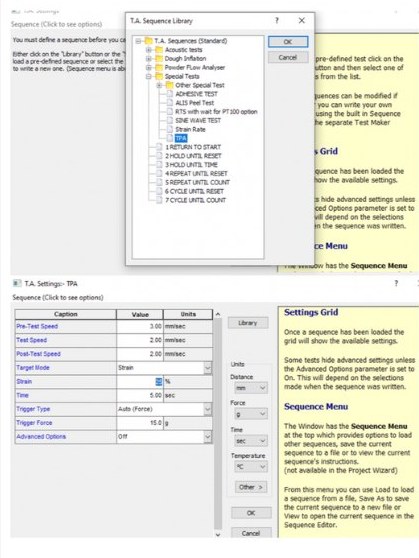 Sequence (Click to see options)
You must define a sequence before you ca
Either click on the "Library" button or the "
load a pre-defined sequence or select the
to write a new one. (Sequence menu is abo
T.A. Sequence Library
T.A. Sequences (Standard)
Acoustic tests
Dough Inflation
Powder FLow Analyser
Special Tests
Other Special Test
ADHESIVE TEST
ALIS Peel Test
RTS with wait for PT100 option
SINE WAVE TEST
Strain Rate
TPA
1 RETURN TO START
2 HOLD UNTIL RESET
3 HOLD UNTIL TIME
4 REPEAT UNTIL RESET
5 REPEAT UNTIL COUNT
6 CYCLE UNTIL RESET
7 CYCLE UNTIL COUNT
OK
Cancel
pre-defined test click on the
utton and then select one of
s from the list.
quences can be modified if
you can write your own
using the built in Sequence
the separate Test Maker
s Grid
equence has been loaded the
how the available settings.
ts hide advanced settings unless
ced Options parameter is set to
will depend on the selections
en the sequence was written.
uence Menu
The Window has the Sequence Menu
T.A. Settings:- TPA
Sequence (Click to see options)
Caption Value Units
Pre-Test Speed 3.00 mm/sec
Test Speed 2.00 mm/sec
Post-Test Speed 2.00 mm/sec
Target Mode Strain
Strain %
Time 5.00 sec
Trigger Type Auto (Force)
Trigger Force 15.0 g
Advanced Options Off
Library
Units
Distance
mm
Force
g
Time
sec
Temperature
°C
Other >
OK
Cancel
Settings Grid
Once a sequence has been loaded the
grid will show the available settings.
Some tests hide advanced settings unless
the Advanced Options parameter is set to
On. This will depend on the selections
made when the sequence was written.
Sequence Menu
The Window has the Sequence Menu
at the top which provides options to load
other sequences, save the current
sequence to a file or to view the current
sequence's instructions.
(not available in the Project Wizard)
From this menu you can use Load to load
a sequence from a file, Save As to save
the current sequence to a new file or
View to open the current sequence in the
Sequence Editor.